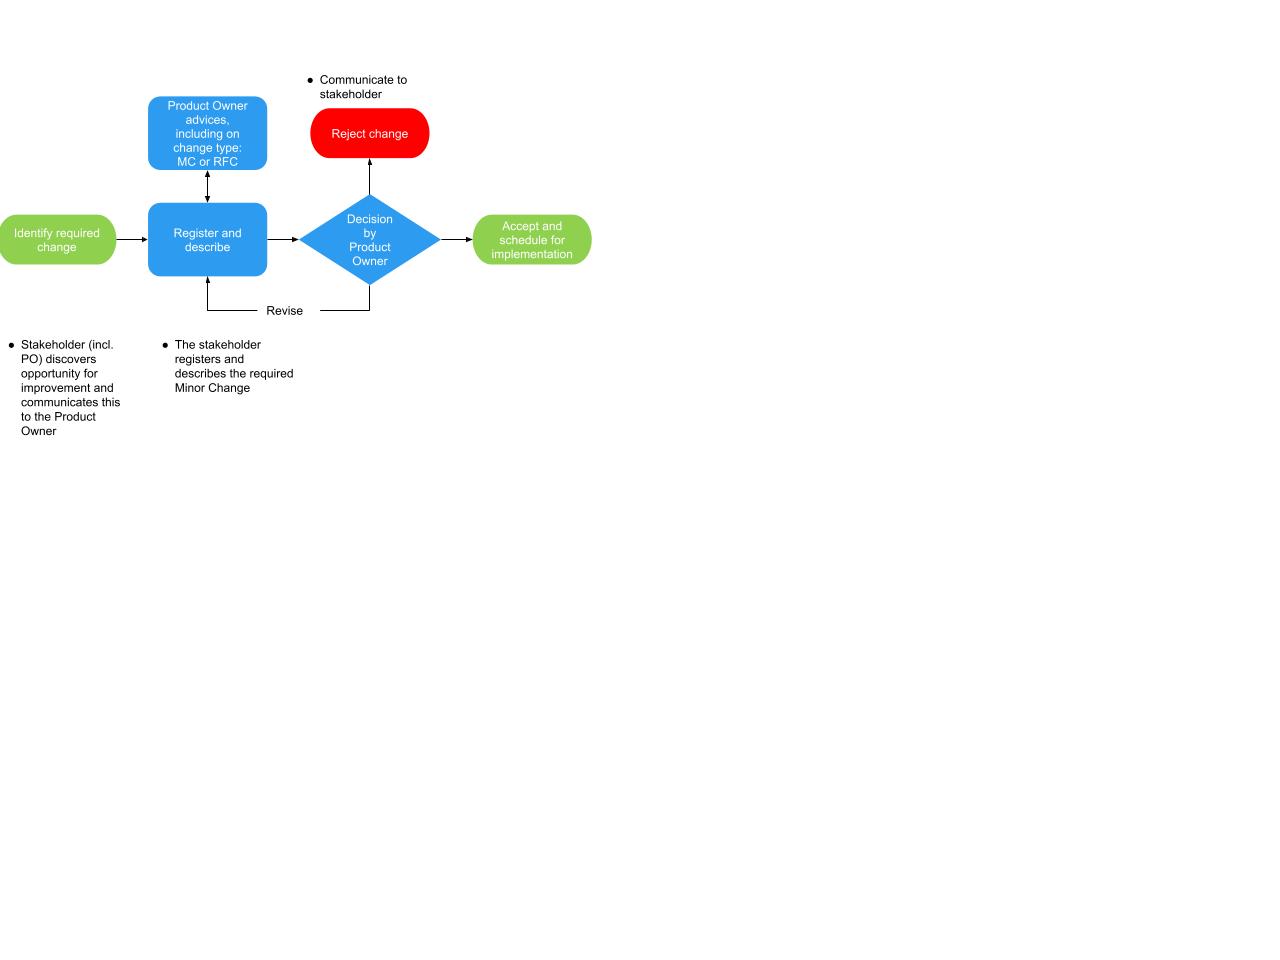 ● Communicate to
stakeholder
Product Owner
advices,
including on
change type:
MC or RFC
Reject change
Identify required
change
Register and
describe
Decision
by
Product
Owner
Accept and
schedule for
implementation
Revise
● Stakeholder (incl.
PO) discovers
opportunity for
improvement and
communicates this
to the Product
Owner
● The stakeholder
registers and
describes the required
Minor Change